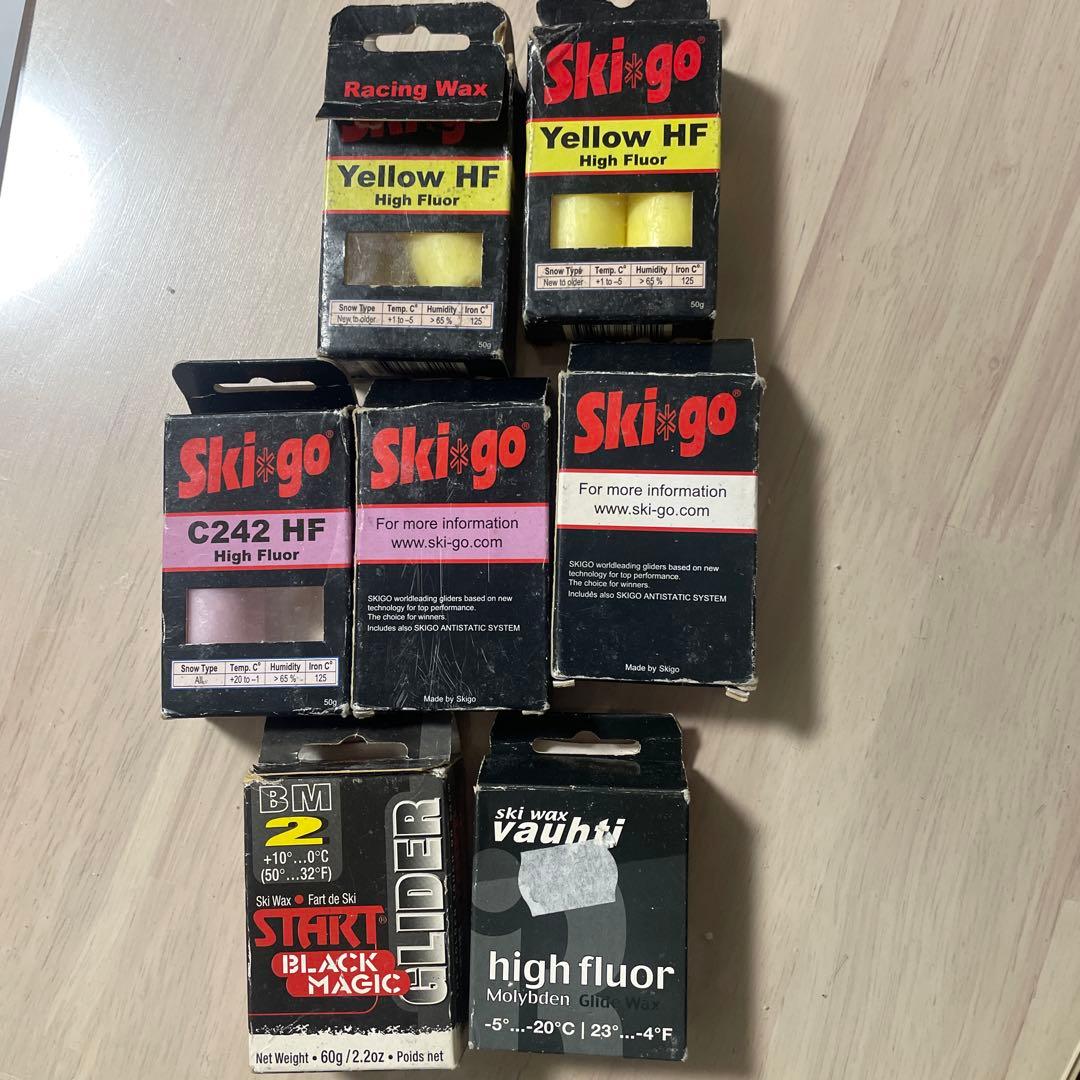 Racing Wax
Yellow HF
High Fluor
Snow Type Temp. C° Humidity Iron C°
New to older +1 to –5 > 65 % 125
50g
Ski*go®
Yellow HF
High Fluor
Snow Type Temp. C° Humidity Iron C°
New to older +1 to –5 > 65 % 125
50g
Ski*go®
C242 HF
High Fluor
Snow Type Temp. C° Humidity Iron C°
All +20 to –1 > 65 % 125
50g
Ski*go®
For more information
www.ski-go.com
SKIGO worldleading gliders based on new
technology for top performance.
The choice for winners.
Includes also SKIGO ANTISTATIC SYSTEM
Made by Skigo
Ski*go®
For more information
www.ski-go.com
SKIGO worldleading gliders based on new
technology for top performance.
The choice for winners.
Includes also SKIGO ANTISTATIC SYSTEM
Made by Skigo
BM
2
+10°...0°C
(50°...32°F)
Ski Wax • Fart de Ski
START®
BLACK
MAGIC
GLIDER
Net Weight • 60g/2.2oz • Poids net
ski wax
vauhti
high fluor
Molybden Glide Wax
-5°...-20°C | 23°...-4°F